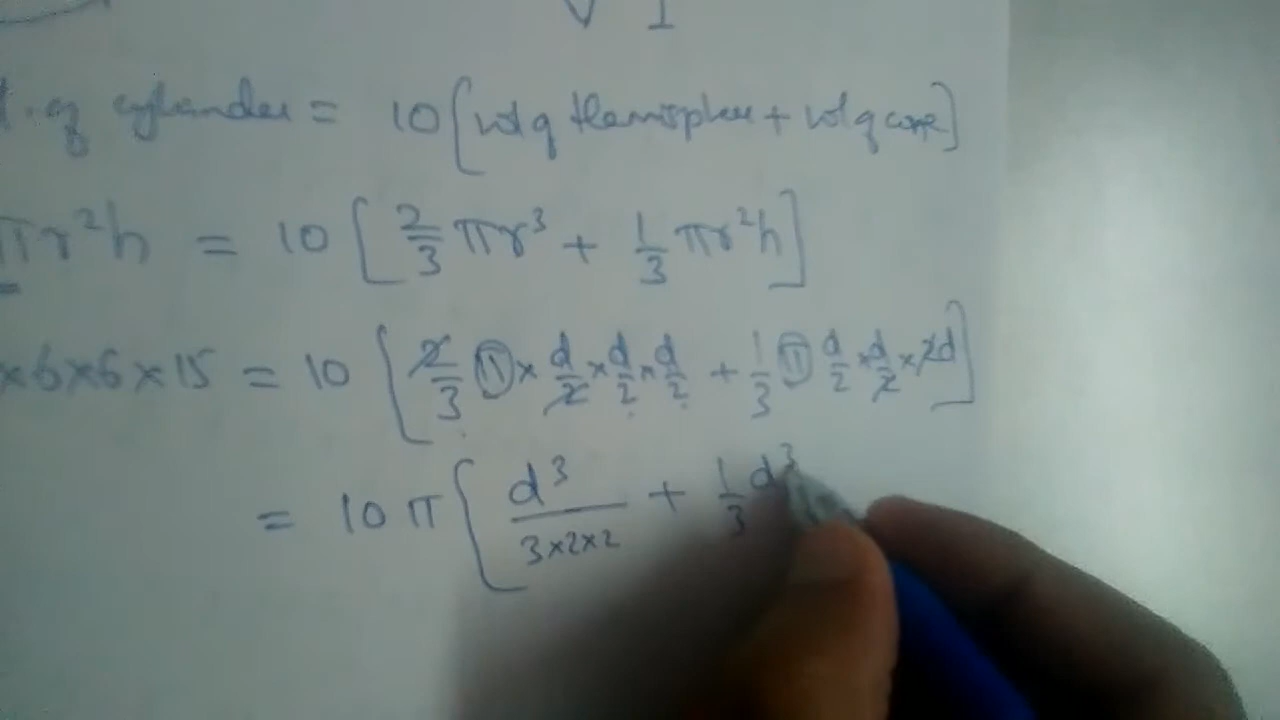 of cylinder = 10 [vol of Hemisphere + vol of cone]
πr²h = 10 [2/3 πr³ + 1/3 πr²h]
×6×6×15 = 10 [2/3 π × d/2 × d/2 × d/2 + 1/3 π d/2 × d/2 × 2d]
= 10 π [d³/3×2×2 + 1/3 d³